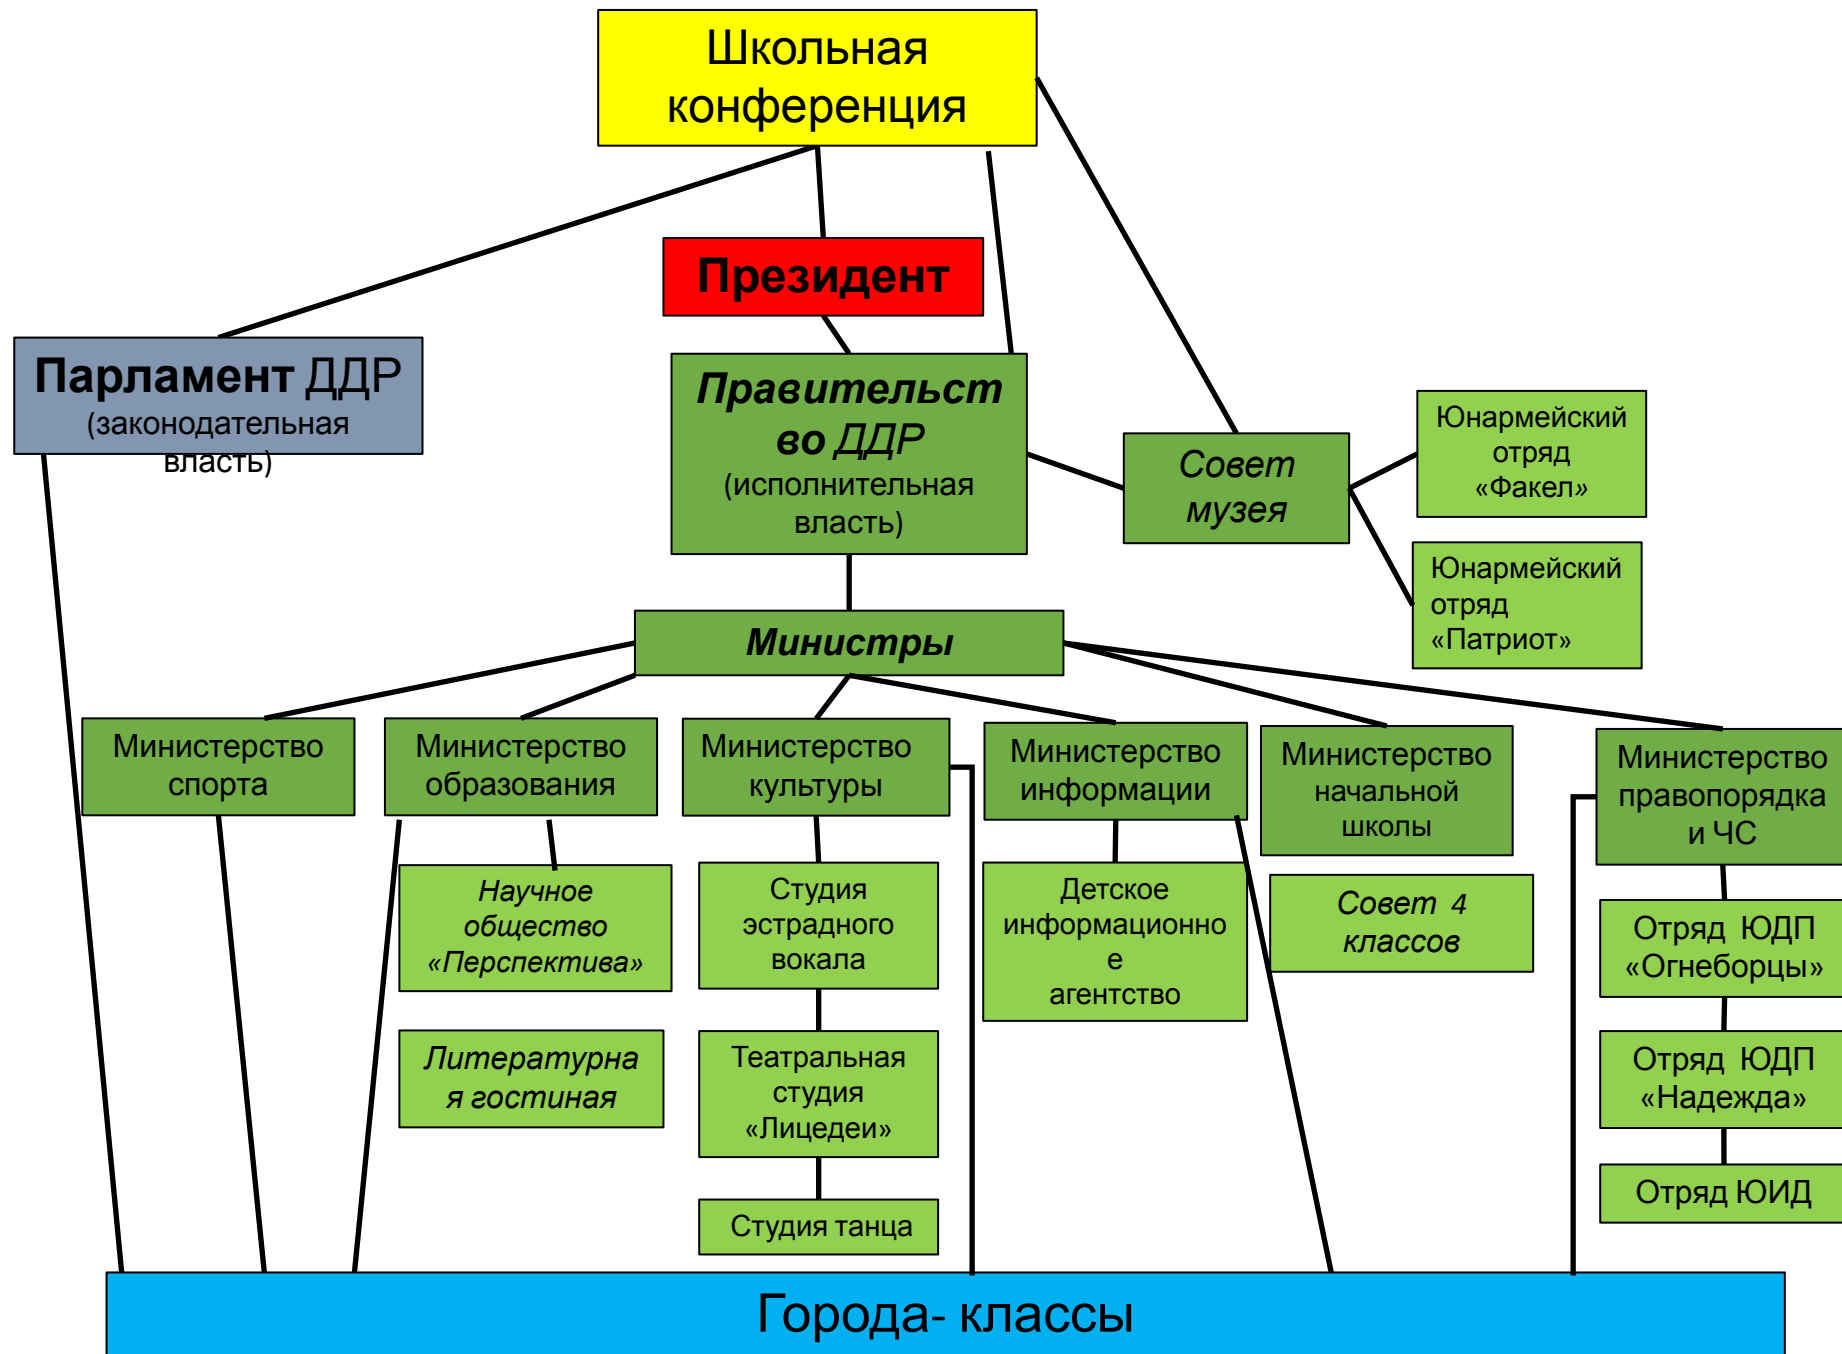 Школьная
конференция
Президент
Парламент ДДР
(законодательная
власть)
Правительст
во ДДР
(исполнительная
власть)
Совет
музея
Юнармейский
отряд
«Факел»
Юнармейский
отряд
«Патриот»
Министры
Министерство
спорта
Министерство
образования
Министерство
культуры
Министерство
информации
Министерство
начальной
школы
Министерство
правопорядка
и ЧС
Научное
общество
«Перспектива»
Литературна
я гостиная
Студия
эстрадного
вокала
Театральная
студия
«Лицедеи»
Студия танца
Детское
информационно
е
агентство
Совет 4
классов
Отряд ЮДП
«Огнеборцы»
Отряд ЮДП
«Надежда»
Отряд ЮИД
Города- классы